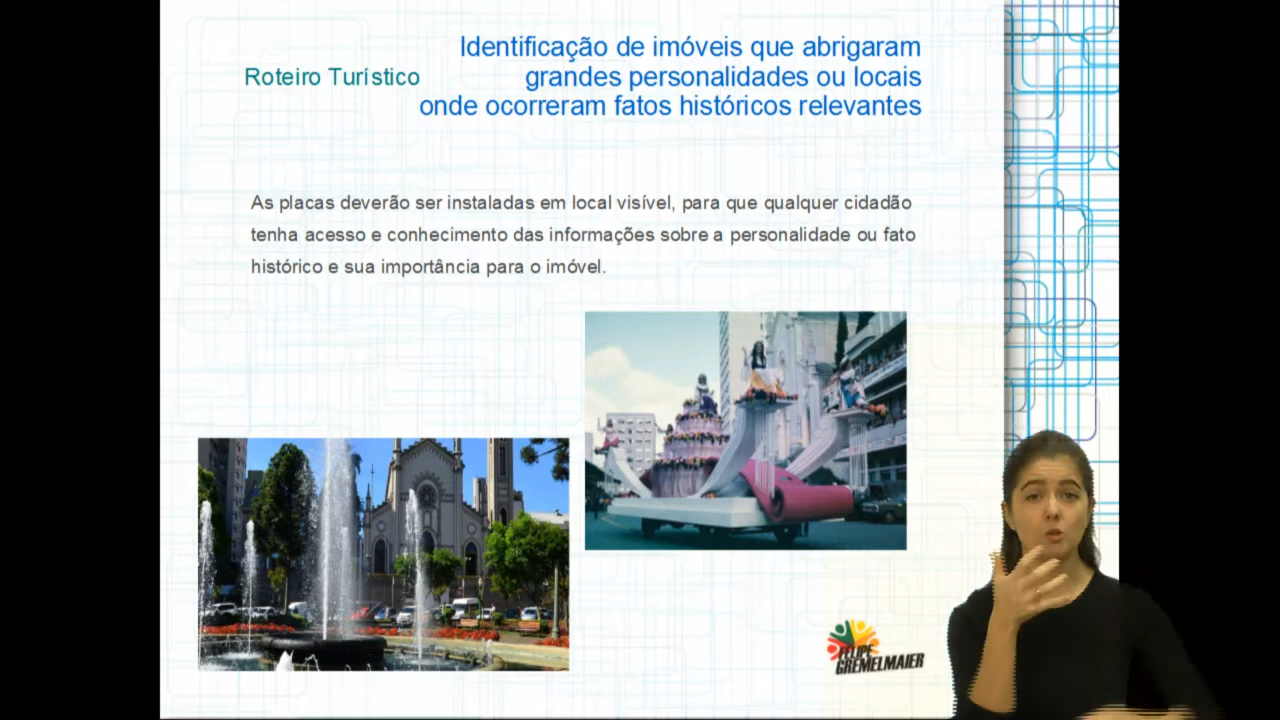 Identificação de imóveis que abrigaram
Roteiro Turístico
grandes personalidades ou locais
onde ocorreram fatos históricos relevantes
As placas deverão ser instaladas em local visível, para que qualquer cidadão
tenha acesso e conhecimento das informações sobre a personalidade ou fato
histórico e sua importância para o imóvel.
FELIPE
GREMELMAIER